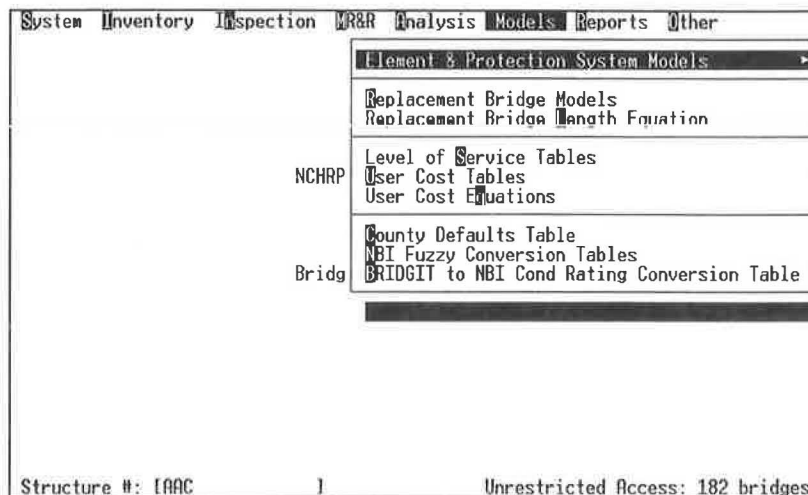 System Inventory Inspection MR&R Analysis Models Reports Other
Element & Protection System Models
Replacement Bridge Models
Replacement Bridge Length Equation
Level of Service Tables
NCHRP User Cost Tables
User Cost Equations
County Defaults Table
NBI Fuzzy Conversion Tables
Bridg BRIDGIT to NBI Cond Rating Conversion Table
Structure #: [AAC ] Unrestricted Access: 182 bridges